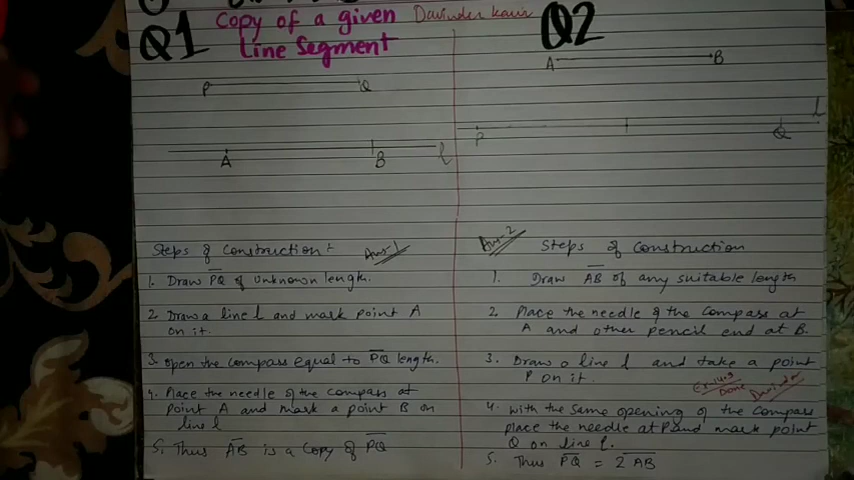 Q1
Copy of a given
Line Segment
Davinder Kaur
P Q
A B l
Steps of Construction:
Ans-1
1. Draw PQ of unknown length.
2. Draw a line l and mark point A
on it.
3. Open the compass equal to PQ length.
4. Place the needle of the compass at
point A and mark a point B on
line l
5. Thus AB is a copy of PQ
Q2
A B
P Q l
Ans-2
Steps of Construction
1. Draw AB of any suitable length
2. Place the needle of the compass at
A and other pencil end at B.
3. Draw a line l and take a point
P on it.
Done Davinder
4. with the same opening of the compass
place the needle at P and mark point
Q on line l.
5. Thus PQ = 2 AB